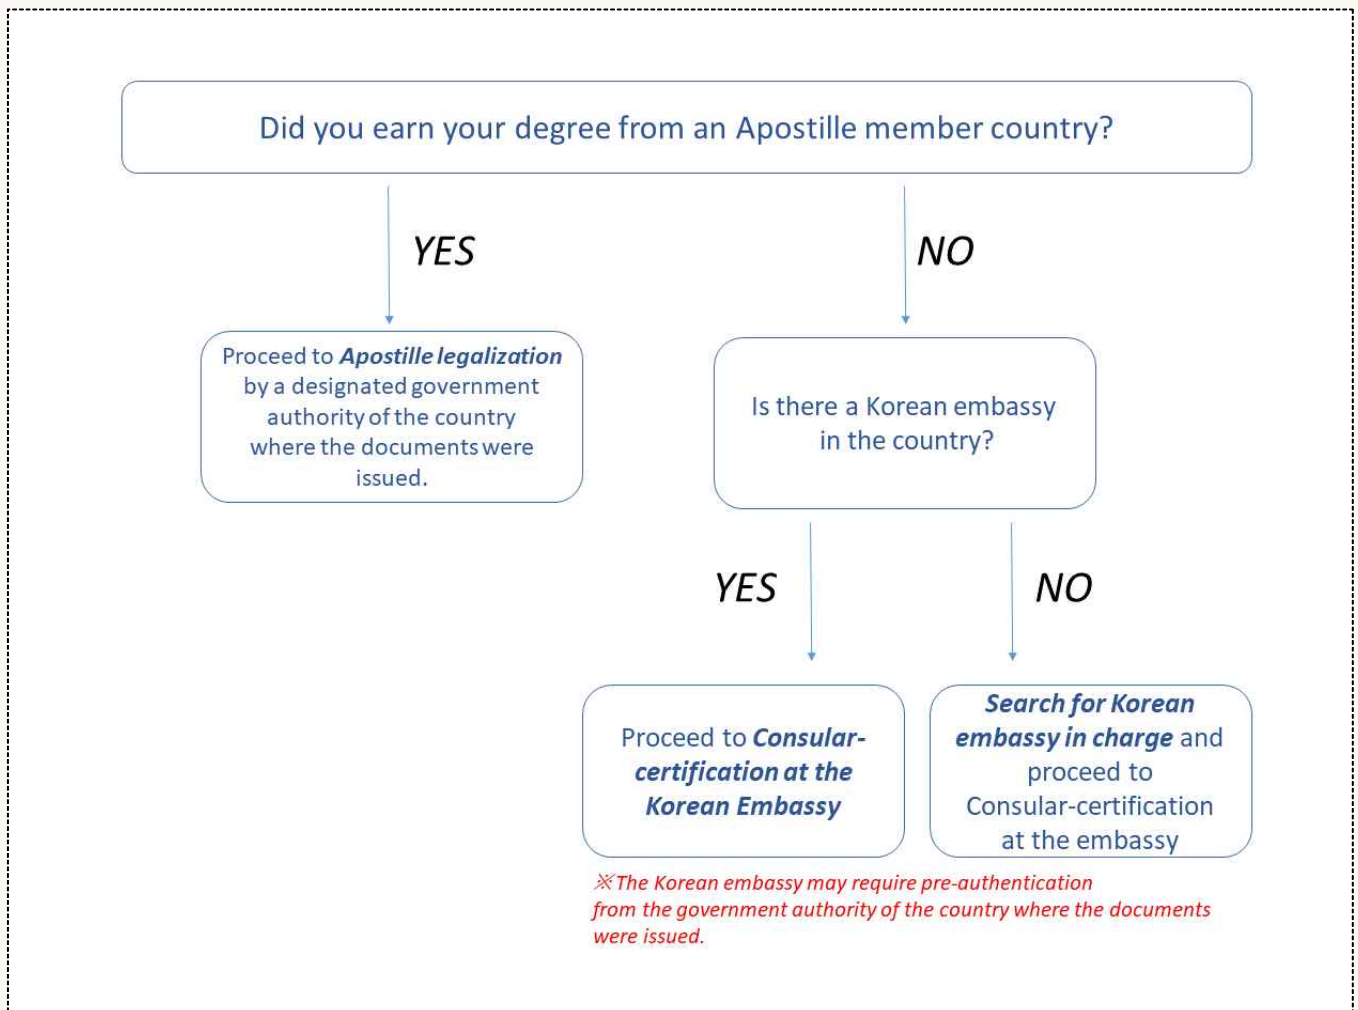 Did you earn your degree from an Apostille member country?
YES
NO
Proceed to Apostille legalization
by a designated government
authority of the country
where the documents were
issued.
Is there a Korean embassy
in the country?
YES
NO
Proceed to Consular-
certification at the
Korean Embassy
Search for Korean
embassy in charge and
proceed to
Consular-certification
at the embassy
※The Korean embassy may require pre-authentication
from the government authority of the country where the documents
were issued.